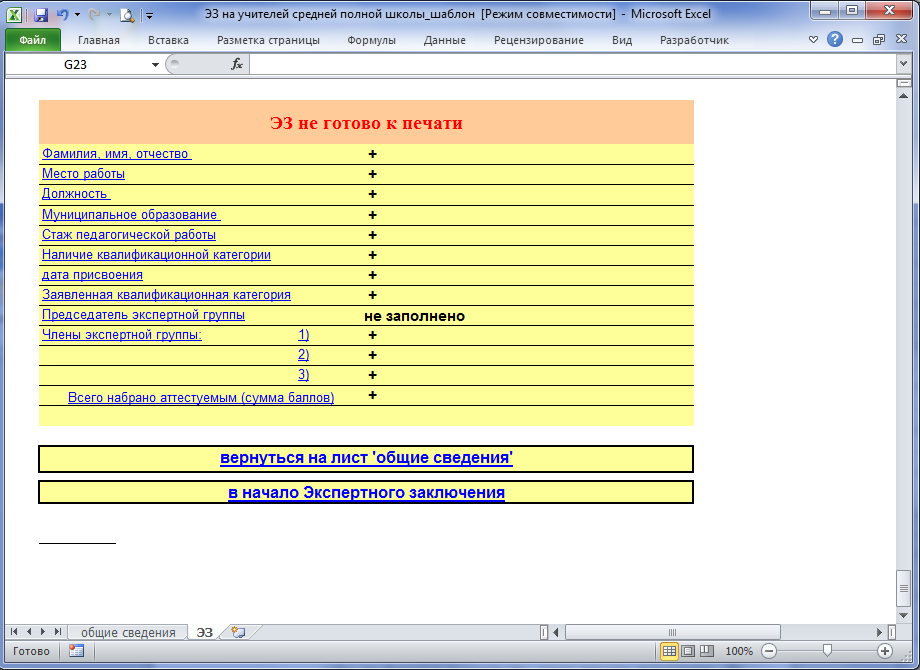 ЭЗ на учителей средней полной школы_шаблон [Режим совместимости] - Microsoft Excel
Файл Главная Вставка Разметка страницы Формулы Данные Рецензирование Вид Разработчик
G23 fx
ЭЗ не готово к печати
Фамилия, имя, отчество +
Место работы +
Должность +
Муниципальное образование +
Стаж педагогической работы +
Наличие квалификационной категории +
дата присвоения +
Заявленная квалификационная категория +
Председатель экспертной группы не заполнено
Члены экспертной группы: 1) +
2) +
3) +
Всего набрано аттестуемым (сумма баллов) +
вернуться на лист 'общие сведения'
в начало Экспертного заключения
общие сведения ЭЗ
Готово 100%